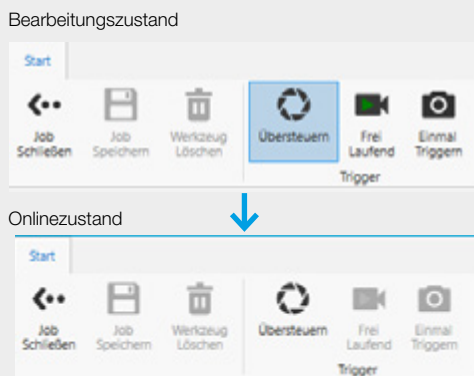 Bearbeitungszustand
Start
Job Schließen
Job Speichern
Werkzeug Löschen
Übersteuern
Frei Laufend
Einmal Triggern
Trigger
Onlinezustand
Start
Job Schließen
Job Speichern
Werkzeug Löschen
Übersteuern
Frei Laufend
Einmal Triggern
Trigger